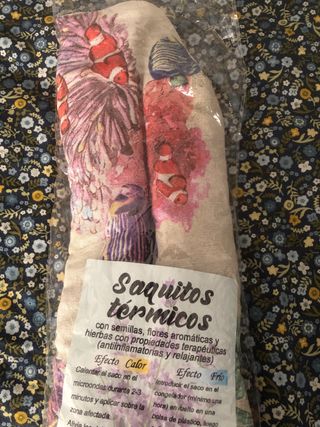 Saquitos
térmicos
con semillas, flores aromáticas y
hierbas con propiedades terapéuticas
(antiinflamatorias y relajantes)
Efecto Calor
Calentar el saco en el
microondas durante 2-3
minutos y aplicar sobre la
zona afectada.
Efecto Frío
Introducir el saco en el
congelador (mínimo una
hora) en
una
bolsa de plástico, luego